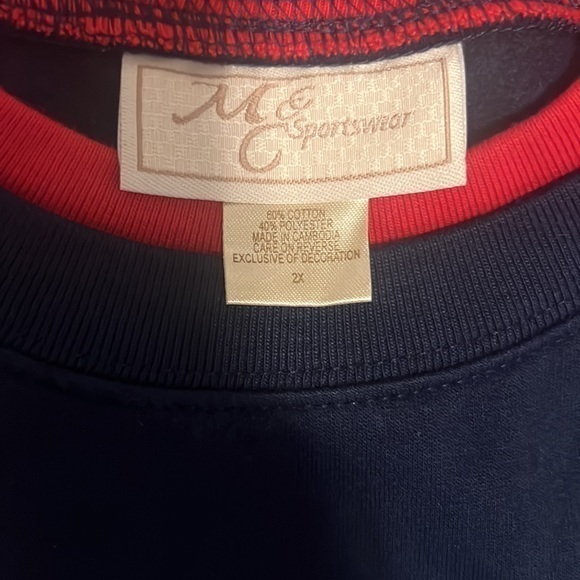 M&C Sportswear
60% COTTON
40% POLYESTER
MADE IN CAMBODIA
CARE ON REVERSE
EXCLUSIVE OF DECORATION
2X